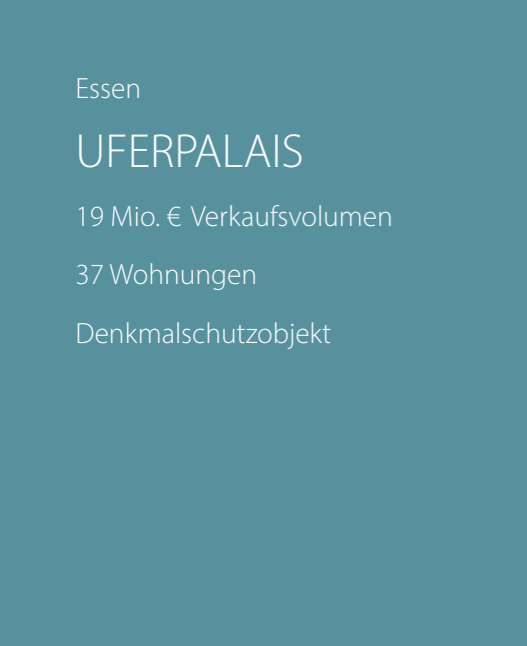 Essen
UFERPALAIS
19 Mio. € Verkaufsvolumen
37 Wohnungen
Denkmalschutzobjekt